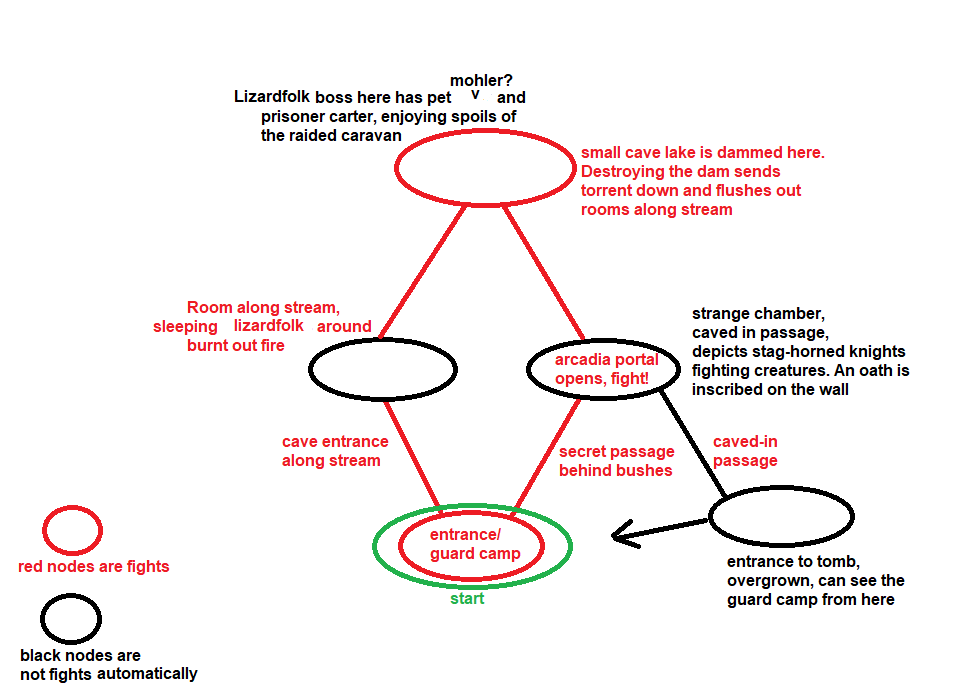 mohler?
v
Lizardfolk boss here has pet and
prisoner carter, enjoying spoils of
the raided caravan
small cave lake is dammed here.
Destroying the dam sends
torrent down and flushes out
rooms along stream
Room along stream,
sleeping lizardfolk around
burnt out fire
arcadia portal
opens, fight!
strange chamber,
caved in passage,
depicts stag-horned knights
fighting creatures. An oath is
inscribed on the wall
cave entrance
along stream
secret passage
behind bushes
caved-in
passage
entrance/
guard camp
start
entrance to tomb,
overgrown, can see the
guard camp from here
red nodes are fights
black nodes are
not fights automatically